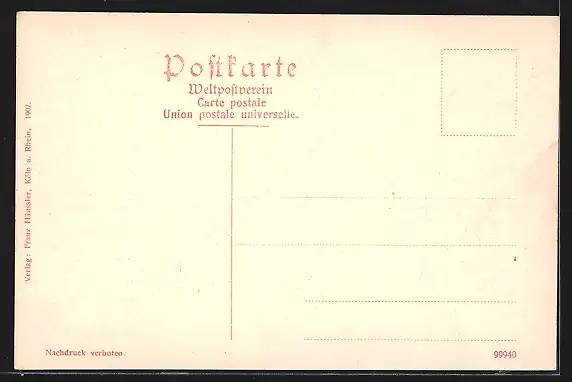 Postkarte
Weltpostverein
Carte postale
Union postale universelle.
Verlag: Franz Häussler, Köln a. Rhein, 1907.
Nachdruck verboten.
99940